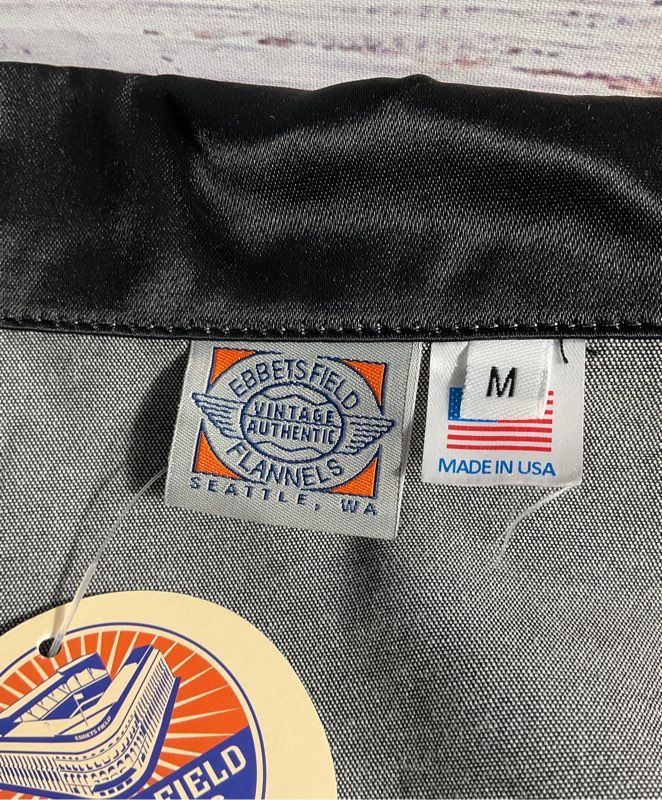 EBBETS FIELD
VINTAGE
AUTHENTIC
FLANNELS
SEATTLE, WA
M
MADE IN USA
EBBETS FIELD
FIELD